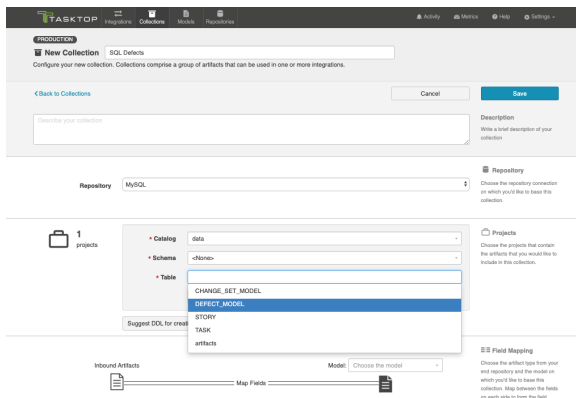 TASKTOP
Integrations
Collections
Models
Repositories
Activity
Metrics
Help
Settings
PRODUCTION
New Collection SQL Defects
Configure your new collection. Collections comprise a group of artifacts that can be used in one or more integrations.
Back to Collections
Cancel
Save
Describe your collection
Description
Write a brief description of your
collection
Repository MySQL
Repository
Choose the repository connection
on which you'd like to base this
collection.
1
projects
* Catalog data
* Schema <None>
* Table
CHANGE_SET_MODEL
DEFECT_MODEL
STORY
TASK
artifacts
Suggest DDL for creati
Projects
Choose the projects that contain
the artifacts that you would like to
include in this collection.
Inbound Artifacts
Model: Choose the model
Map Fields
Field Mapping
Choose the artifact type from your
end repository and the model on
which you'd like to base this
collection. Map between the fields
on each side to form the field